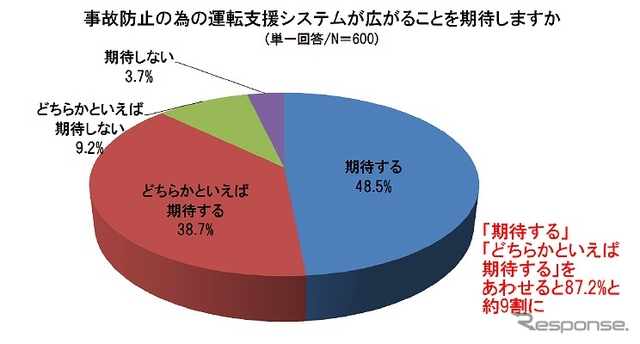 事故防止の為の運転支援システムが広がることを期待しますか
(単一回答/N=600)
期待しない
3.7%
どちらかといえば
期待しない
9.2%
期待する
48.5%
どちらかといえば
期待する
38.7%
「期待する」
「どちらかといえば
期待する」を
あわせると87.2%と
約9割に
Response.